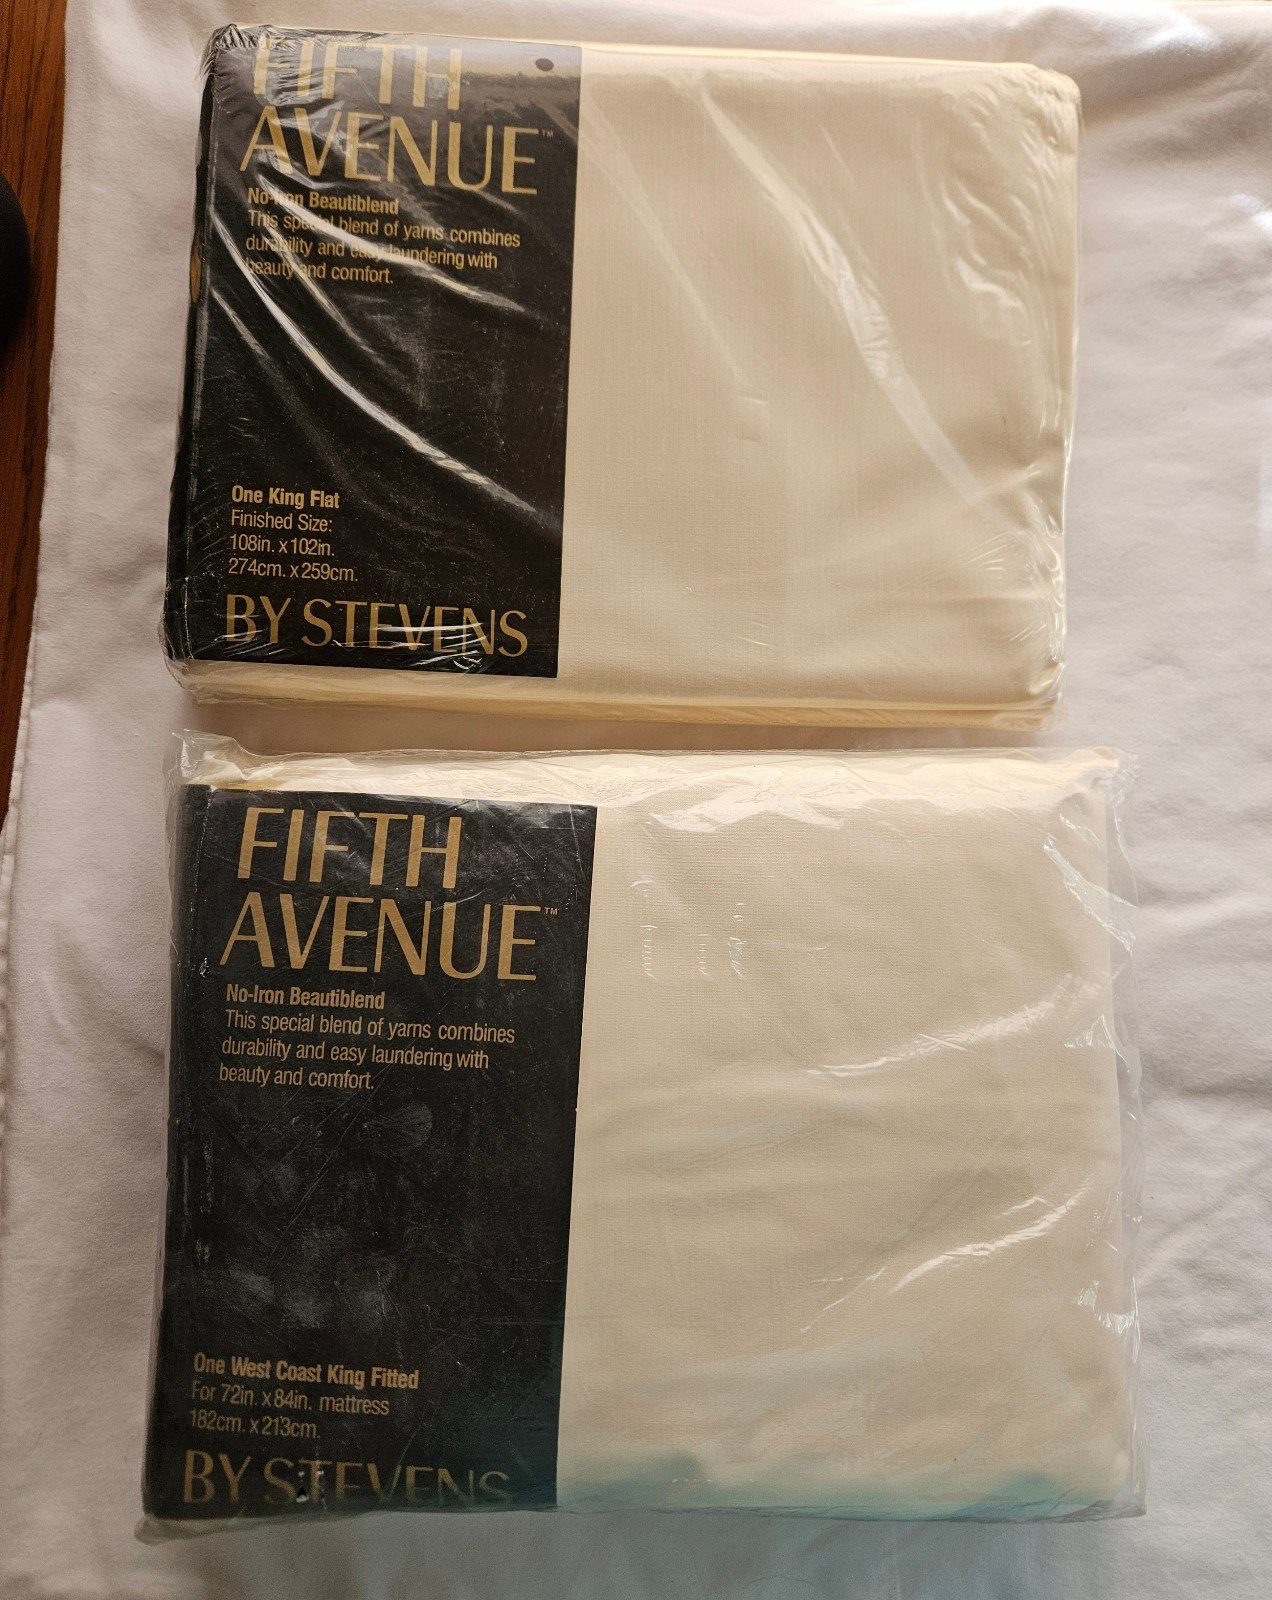 FIFTH
AVENUE™
No-Iron Beautiblend
This special blend of yarns combines
durability and easy laundering with
beauty and comfort.
One King Flat
Finished Size:
108in. x 102in.
274cm. x 259cm.
BY STEVENS
FIFTH
AVENUE™
No-Iron Beautiblend
This special blend of yarns combines
durability and easy laundering with
beauty and comfort.
One West Coast King Fitted
For 72in. x 84in. mattress
182cm. x 213cm.
BY STEVENS